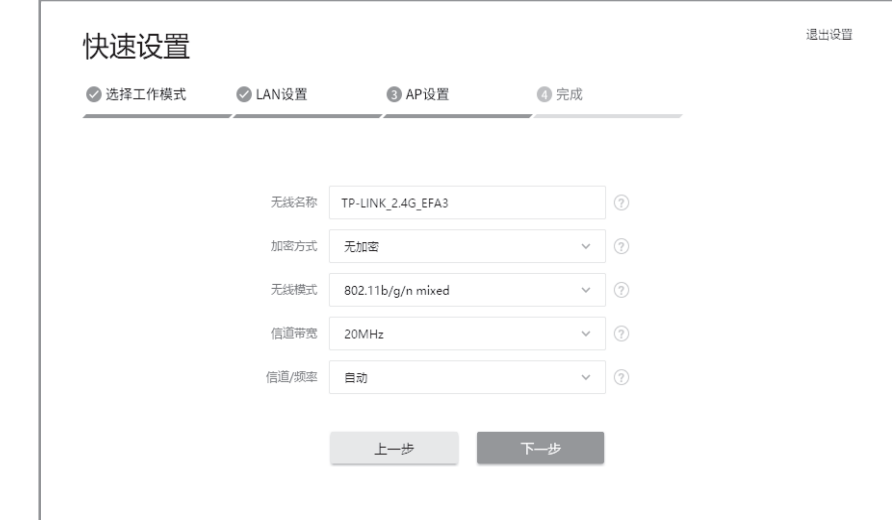 快速设置
退出设置
选择工作模式 LAN设置 3 AP设置 4 完成
无线名称 TP-LINK_2.4G_EFA3 ?
加密方式 无加密 ?
无线模式 802.11b/g/n mixed ?
信道带宽 20MHz ?
信道/频率 自动 ?
上一步 下一步